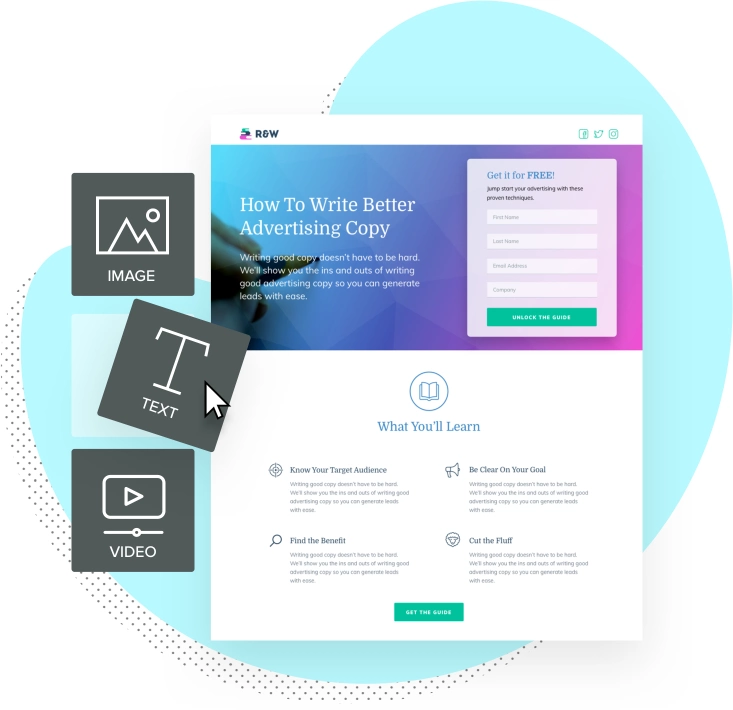 R&W
How To Write Better
Advertising Copy
Writing good copy doesn't have to be hard.
We'll show you the ins and outs of writing
good advertising copy so you can generate
leads with ease.
Get it for FREE!
Jump start your advertising with these
proven techniques.
First Name
Last Name
Email Address
Company
UNLOCK THE GUIDE
IMAGE
TEXT
VIDEO
What You'll Learn
Know Your Target Audience
Writing good copy doesn't have to be hard.
We'll show you the ins and outs of writing good
advertising copy so you can generate leads
with ease.
Be Clear On Your Goal
Writing good copy doesn't have to be hard.
We'll show you the ins and outs of writing good
advertising copy so you can generate leads
with ease.
Find the Benefit
Writing good copy doesn't have to be hard.
We'll show you the ins and outs of writing good
advertising copy so you can generate leads
with ease.
Cut the Fluff
Writing good copy doesn't have to be hard.
We'll show you the ins and outs of writing good
advertising copy so you can generate leads
with ease.
GET THE GUIDE